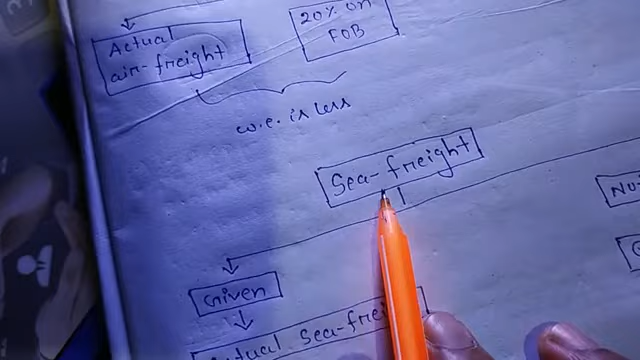 Actual
air-freight
20% on
FOB
w.e. is less
Sea-freight
Given
Actual Sea-frei